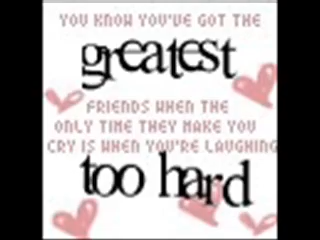 YOU KNOW YOU'VE GOT THE
greatest
FRIENDS WHEN THE
ONLY TIME THEY MAKE YOU
CRY IS WHEN YOU'RE LAUGHING
too hard